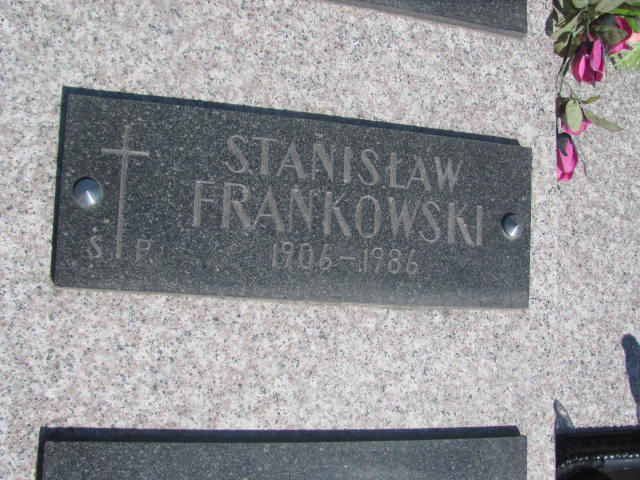 STANISŁAW
FRANKOWSKI
1906-1986
Ś P.